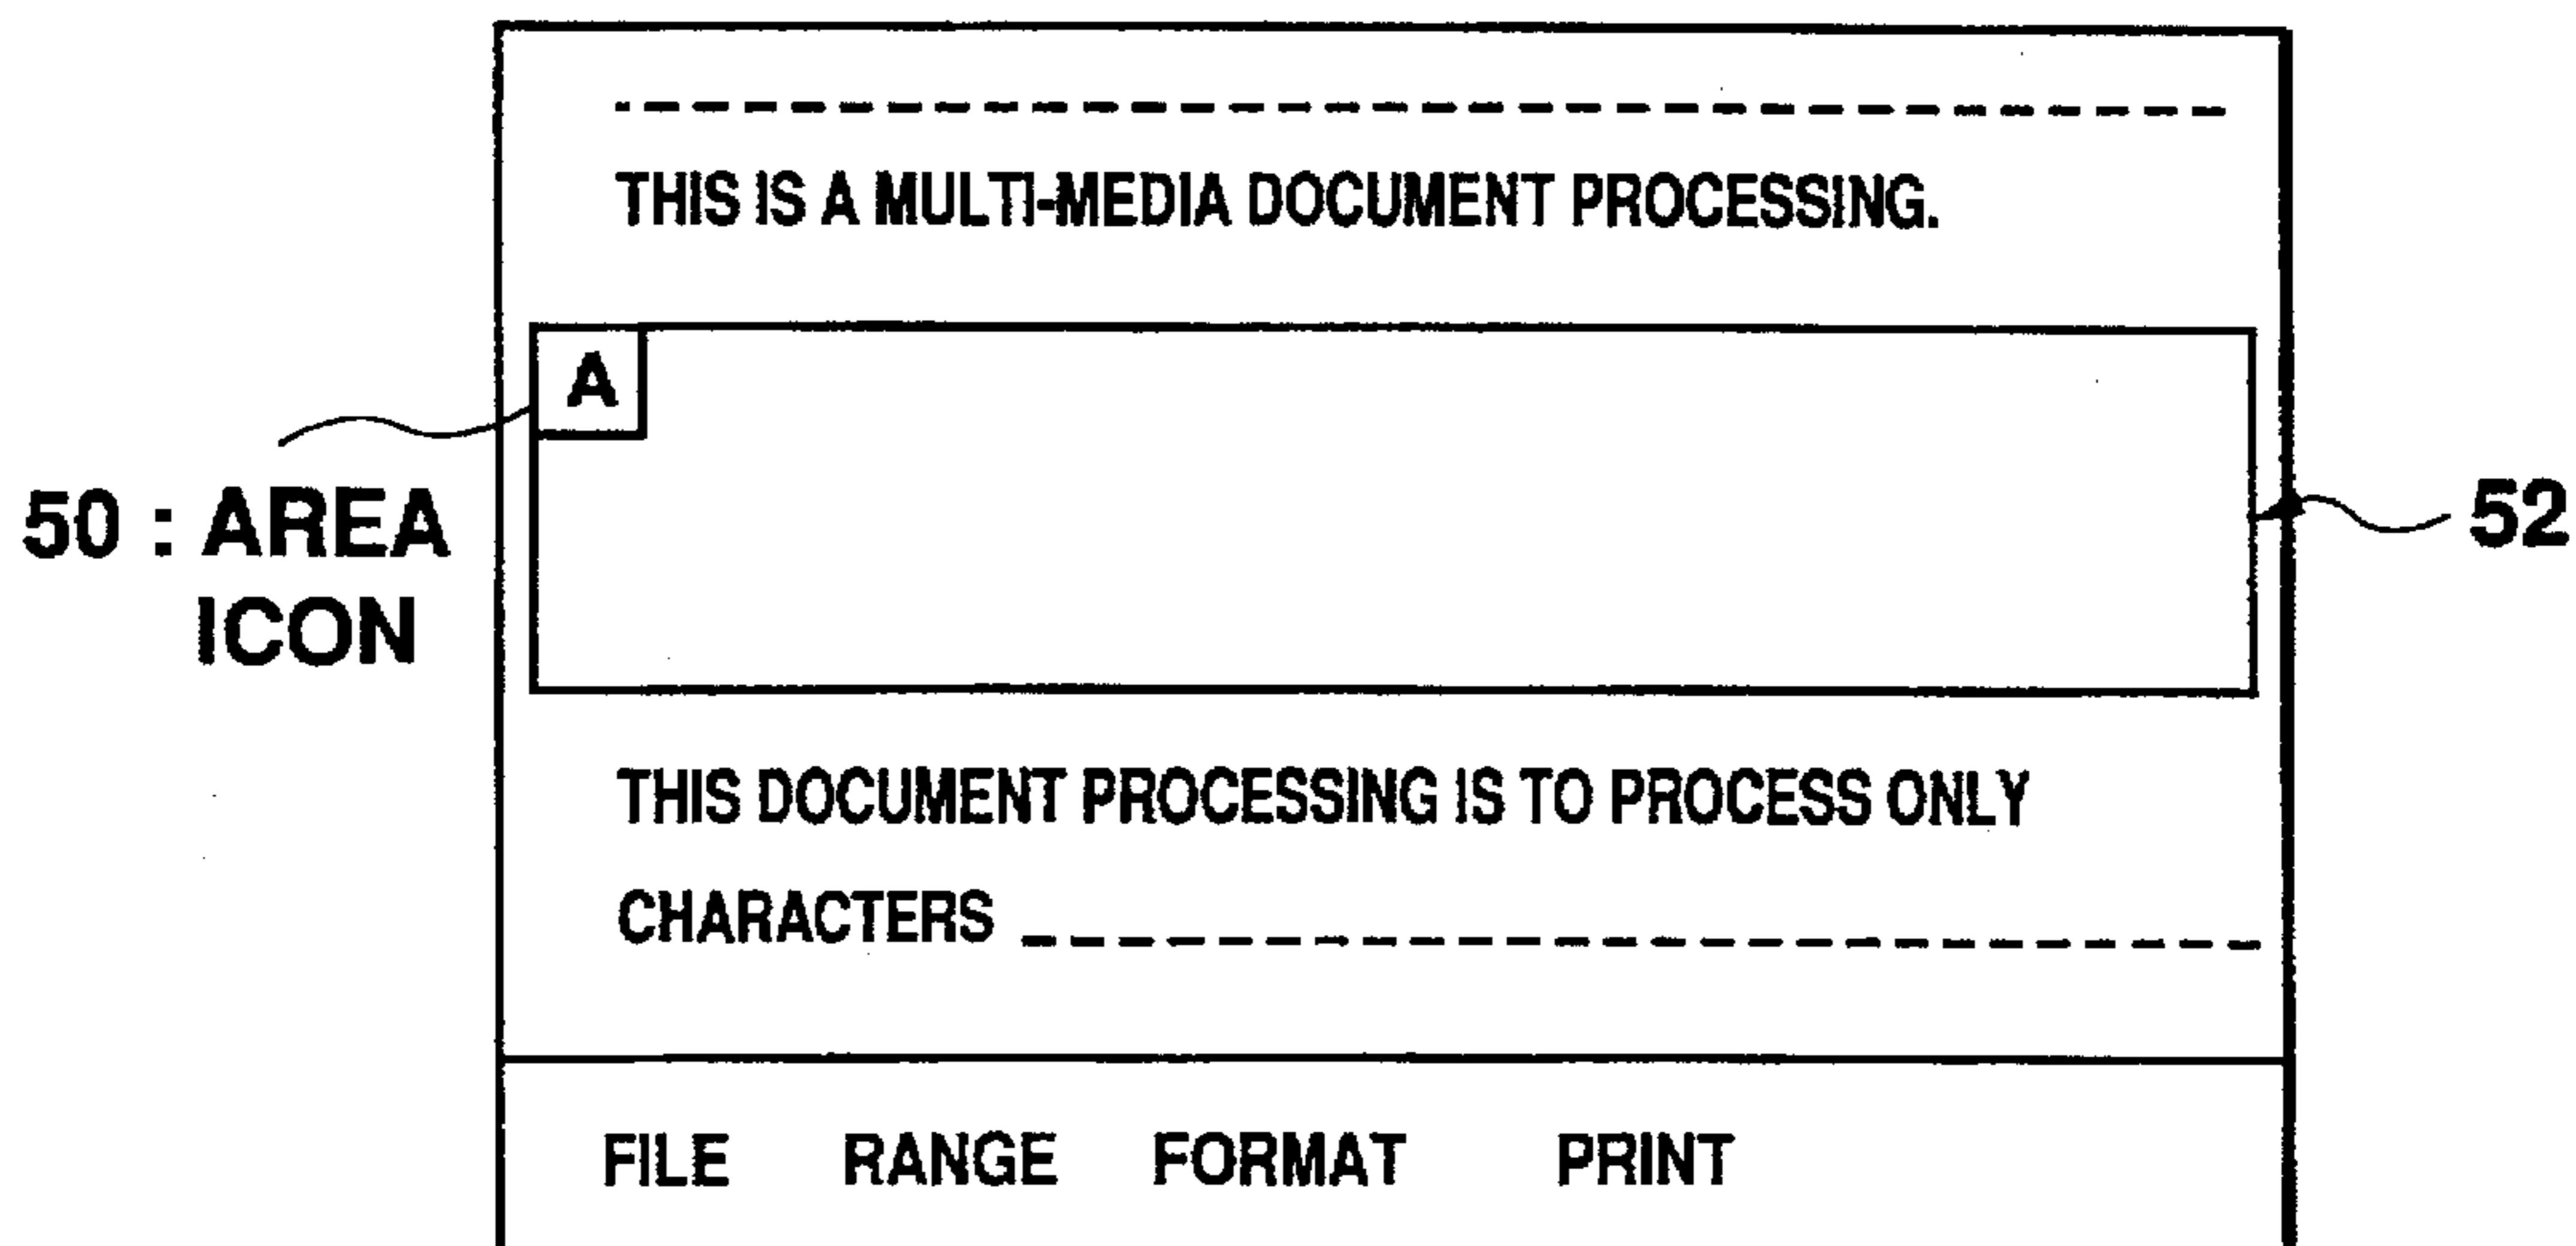 THIS IS A MULTI-MEDIA DOCUMENT PROCESSING.
A
50 : AREA
ICON
52
THIS DOCUMENT PROCESSING IS TO PROCESS ONLY
CHARACTERS
FILE RANGE FORMAT PRINT